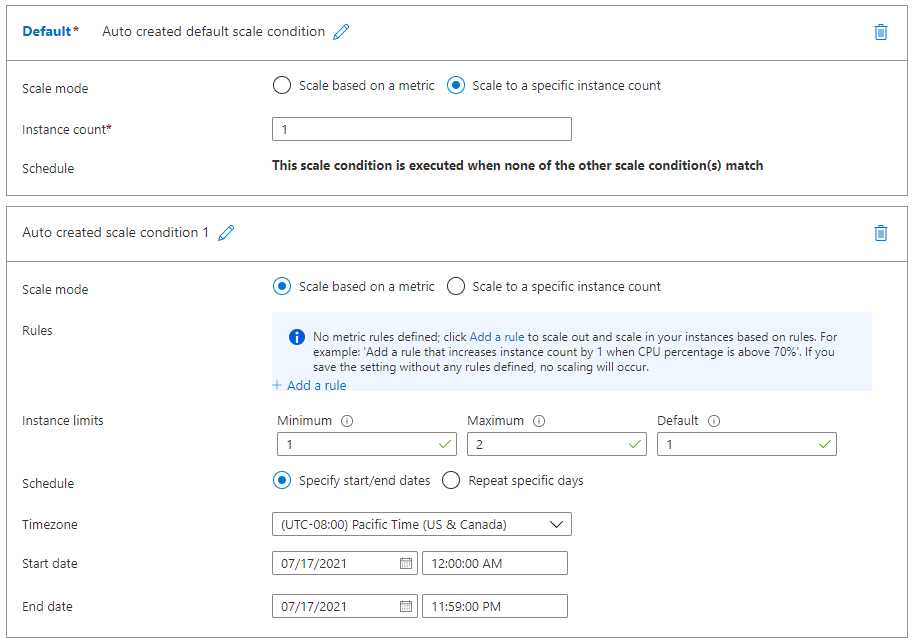 Default* Auto created default scale condition
Scale mode Scale based on a metric Scale to a specific instance count
Instance count* 1
Schedule This scale condition is executed when none of the other scale condition(s) match
Auto created scale condition 1
Scale mode Scale based on a metric Scale to a specific instance count
Rules
No metric rules defined; click Add a rule to scale out and scale in your instances based on rules. For
example: 'Add a rule that increases instance count by 1 when CPU percentage is above 70%'. If you
save the setting without any rules defined, no scaling will occur.
+ Add a rule
Instance limits Minimum Maximum Default
1 2 1
Schedule Specify start/end dates Repeat specific days
Timezone (UTC-08:00) Pacific Time (US & Canada)
Start date 07/17/2021 12:00:00 AM
End date 07/17/2021 11:59:00 PM